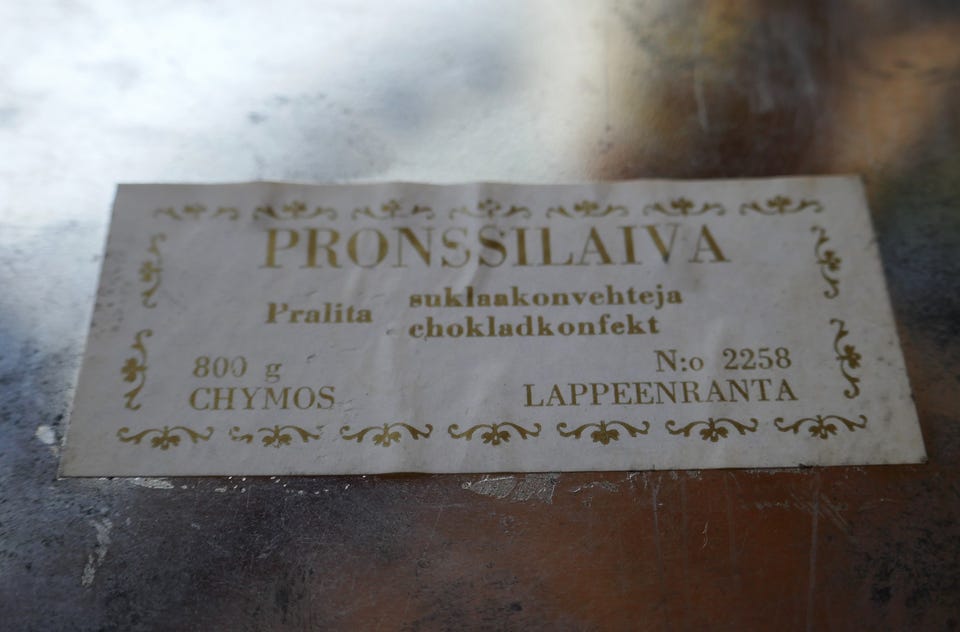 PRONSSILAIVA
Pralita suklaakonvehteja
chokladkonfekt
800 g N:o 2258
CHYMOS LAPPEENRANTA